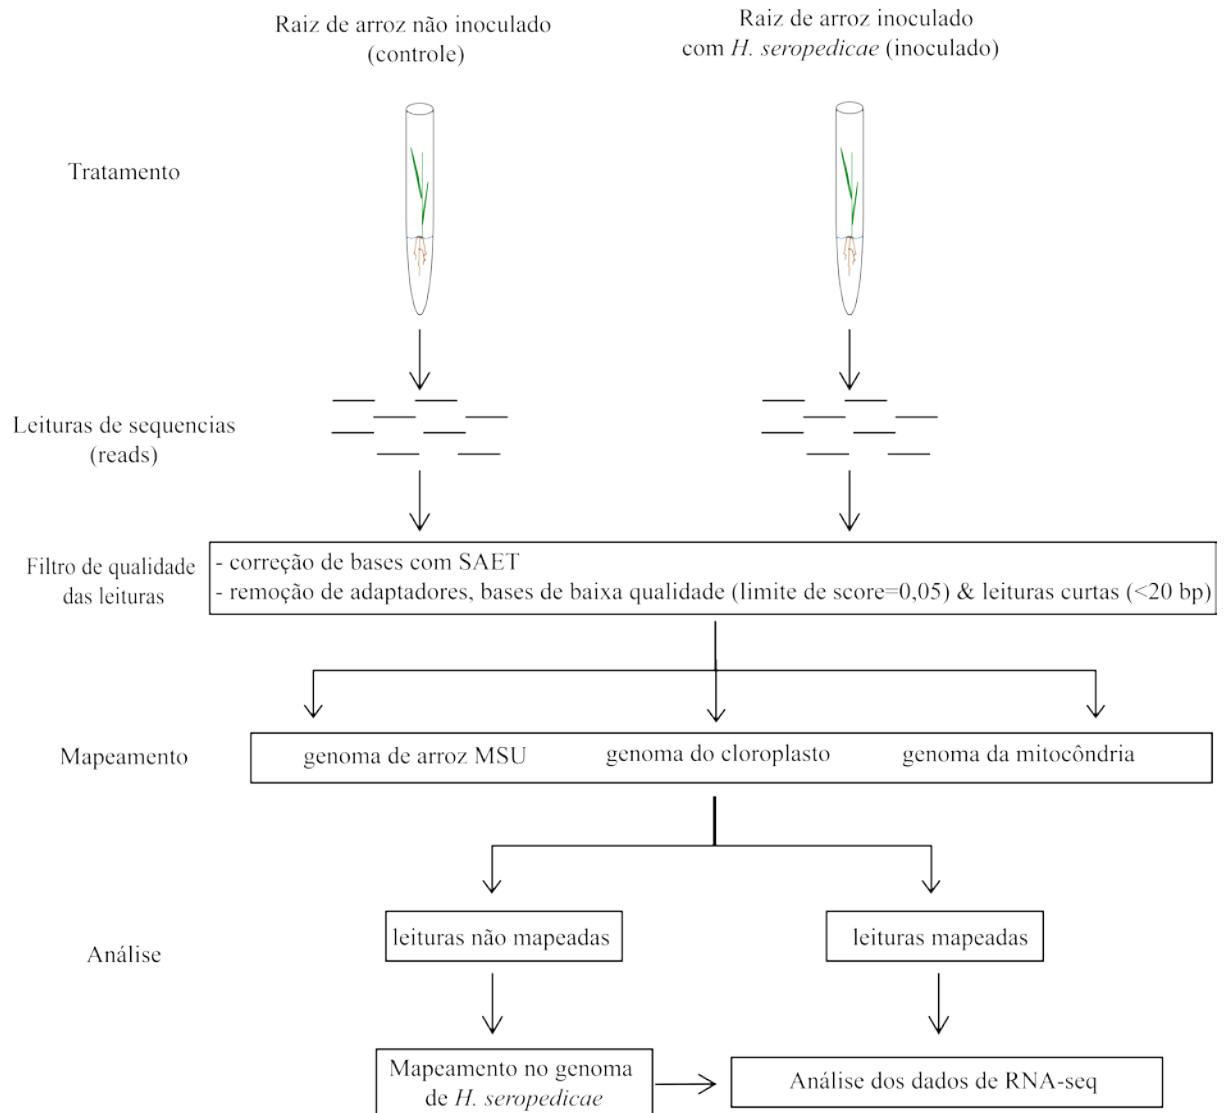 Raiz de arroz não inoculado
(controle)
Raiz de arroz inoculado
com H. seropedicae (inoculado)
Tratamento
Leituras de sequencias
(reads)
Filtro de qualidade
das leituras
- correção de bases com SAET
- remoção de adaptadores, bases de baixa qualidade (limite de score=0,05) & leituras curtas (<20 bp)
Mapeamento
genoma de arroz MSU
genoma do cloroplasto
genoma da mitocôndria
Análise
leituras não mapeadas
leituras mapeadas
Mapeamento no genoma
de H. seropedicae
Análise dos dados de RNA-seq